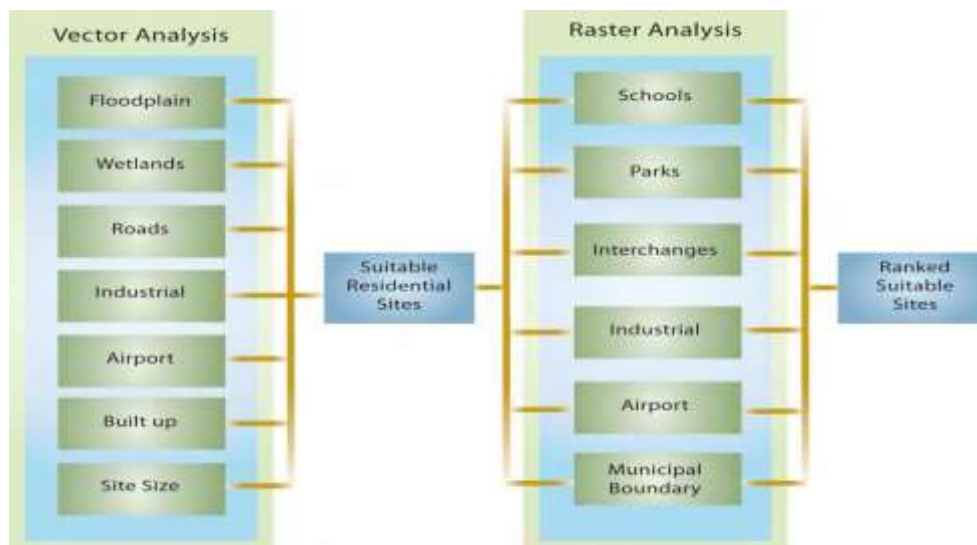 Vector Analysis
Floodplain
Wetlands
Roads
Industrial
Airport
Built up
Site Size
Suitable
Residential
Sites
Raster Analysis
Schools
Parks
Interchanges
Industrial
Airport
Municipal
Boundary
Ranked
Suitable
Sites